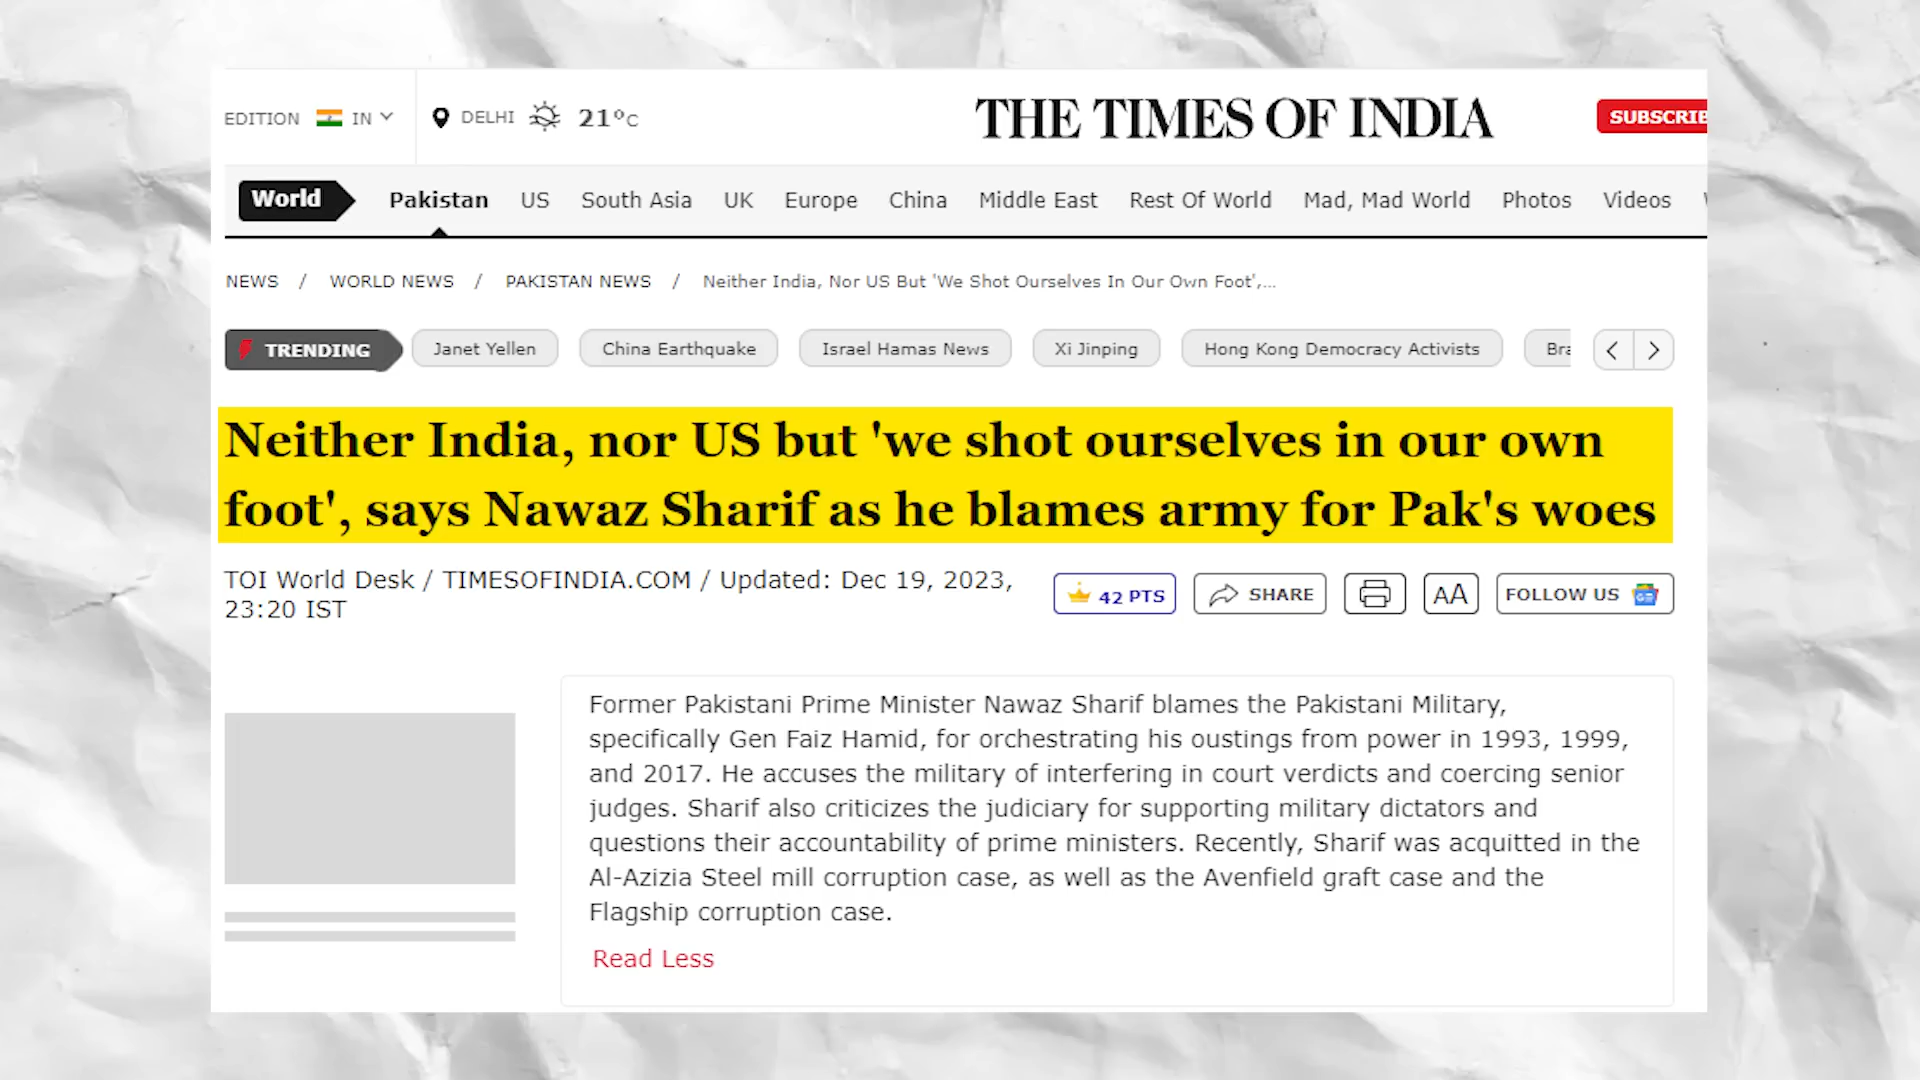 EDITION IN DELHI 21°C
THE TIMES OF INDIA
SUBSCRIB
World Pakistan US South Asia UK Europe China Middle East Rest Of World Mad, Mad World Photos Videos
NEWS / WORLD NEWS / PAKISTAN NEWS / Neither India, Nor US But 'We Shot Ourselves In Our Own Foot',...
TRENDING Janet Yellen China Earthquake Israel Hamas News Xi Jinping Hong Kong Democracy Activists Bra
Neither India, nor US but 'we shot ourselves in our own
foot', says Nawaz Sharif as he blames army for Pak's woes
TOI World Desk / TIMESOFINDIA.COM / Updated: Dec 19, 2023,
23:20 IST
42 PTS SHARE AA FOLLOW US
Former Pakistani Prime Minister Nawaz Sharif blames the Pakistani Military,
specifically Gen Faiz Hamid, for orchestrating his oustings from power in 1993, 1999,
and 2017. He accuses the military of interfering in court verdicts and coercing senior
judges. Sharif also criticizes the judiciary for supporting military dictators and
questions their accountability of prime ministers. Recently, Sharif was acquitted in the
Al-Azizia Steel mill corruption case, as well as the Avenfield graft case and the
Flagship corruption case.
Read Less